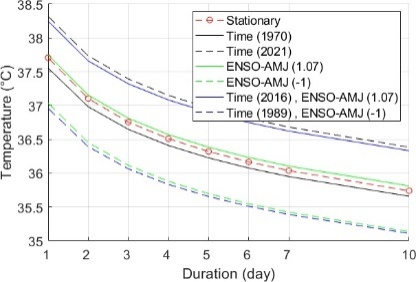 38.5
38
37.5
37
36.5
36
35.5
35
Temperature (°C)
Stationary
Time (1970)
Time (2021)
ENSO-AMJ (1.07)
ENSO-AMJ (-1)
Time (2016) , ENSO-AMJ (1.07)
Time (1989) , ENSO-AMJ (-1)
1 2 3 4 5 6 7 10
Duration (day)